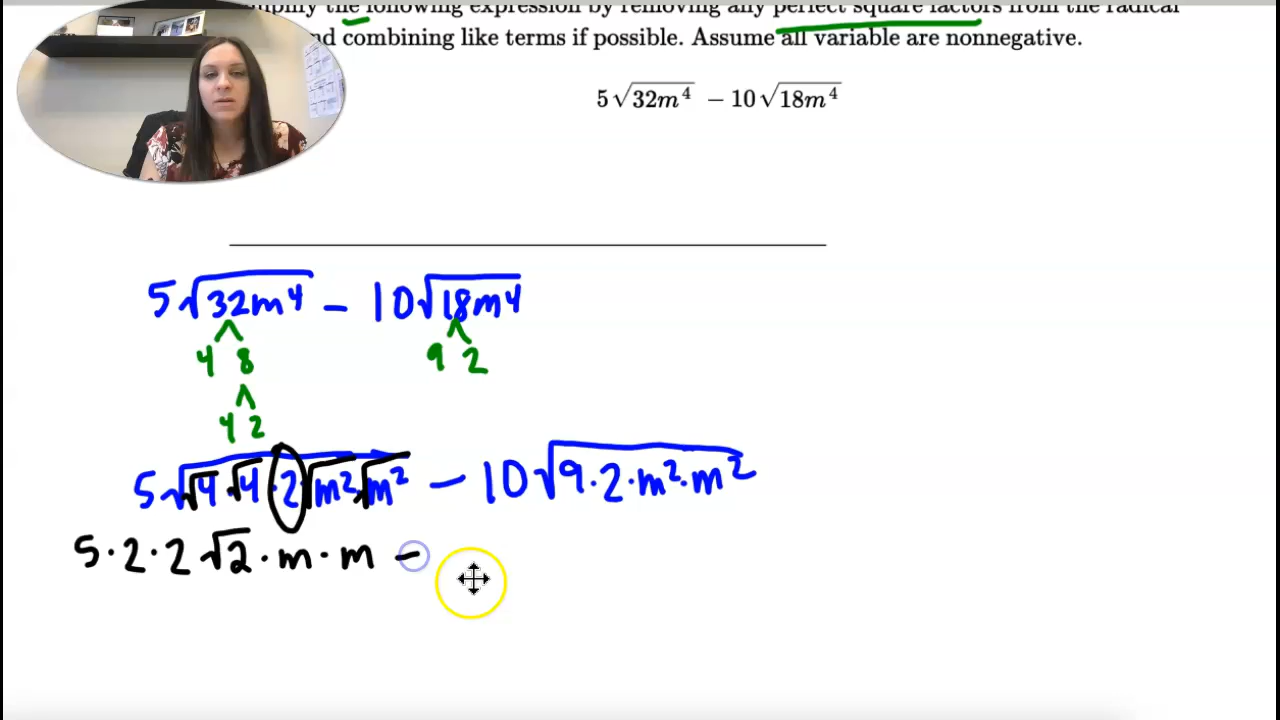 the following expression by removing any perfect square factors from the radical
nd combining like terms if possible. Assume all variable are nonnegative.
5√32m⁴ − 10√18m⁴
5√32m⁴ − 10√18m⁴
4 8 9 2
4 2
5√√4·√4·2√m²·√m² − 10√9·2·m²·m²
5·2·2√2·m·m −